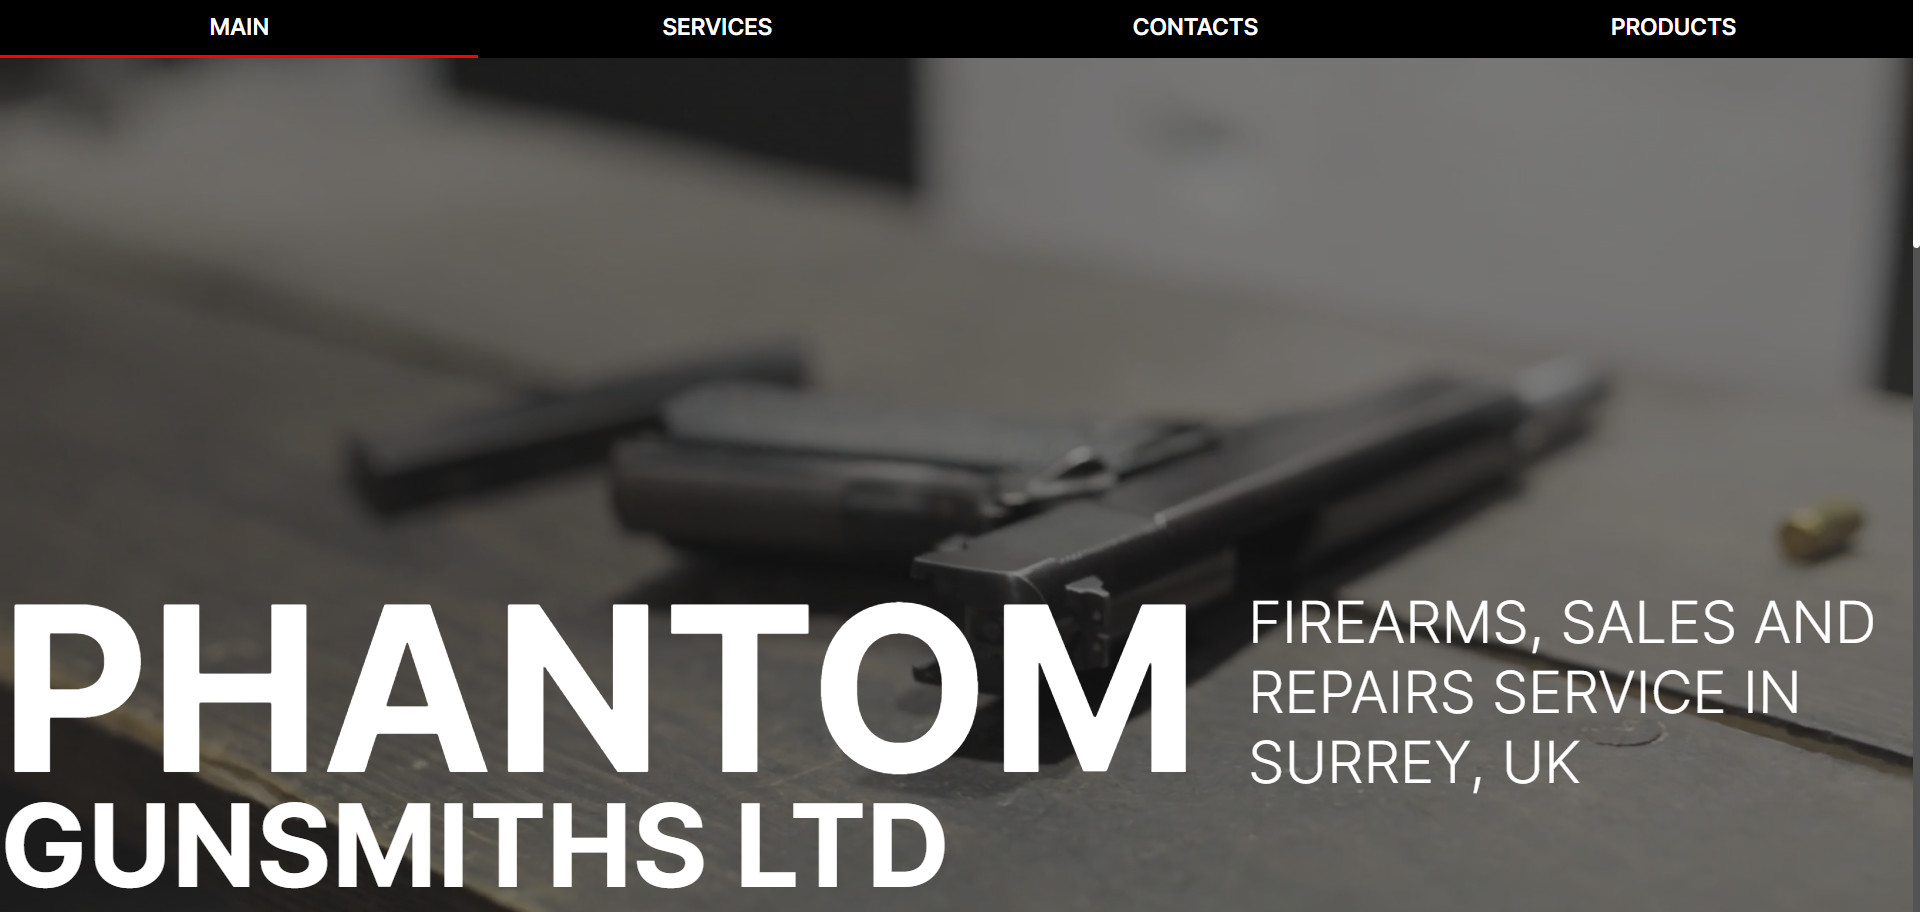 MAIN
SERVICES
CONTACTS
PRODUCTS
PHANTOM
GUNSMITHS LTD
FIREARMS, SALES AND
REPAIRS SERVICE IN
SURREY, UK